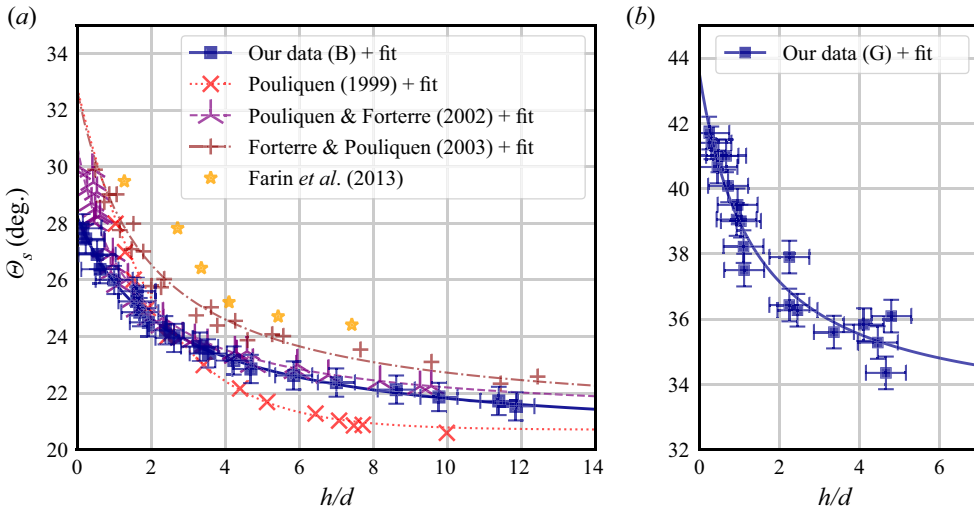 (a)
34
32
30
28
26
24
22
20
Θs (deg.)
0
2
4
6
8
10
12
14
h/d
Our data (B) + fit
Pouliquen (1999) + fit
Pouliquen & Forterre (2002) + fit
Forterre & Pouliquen (2003) + fit
Farin et al. (2013)
(b)
44
42
40
38
36
34
32
0
2
4
6
h/d
Our data (G) + fit